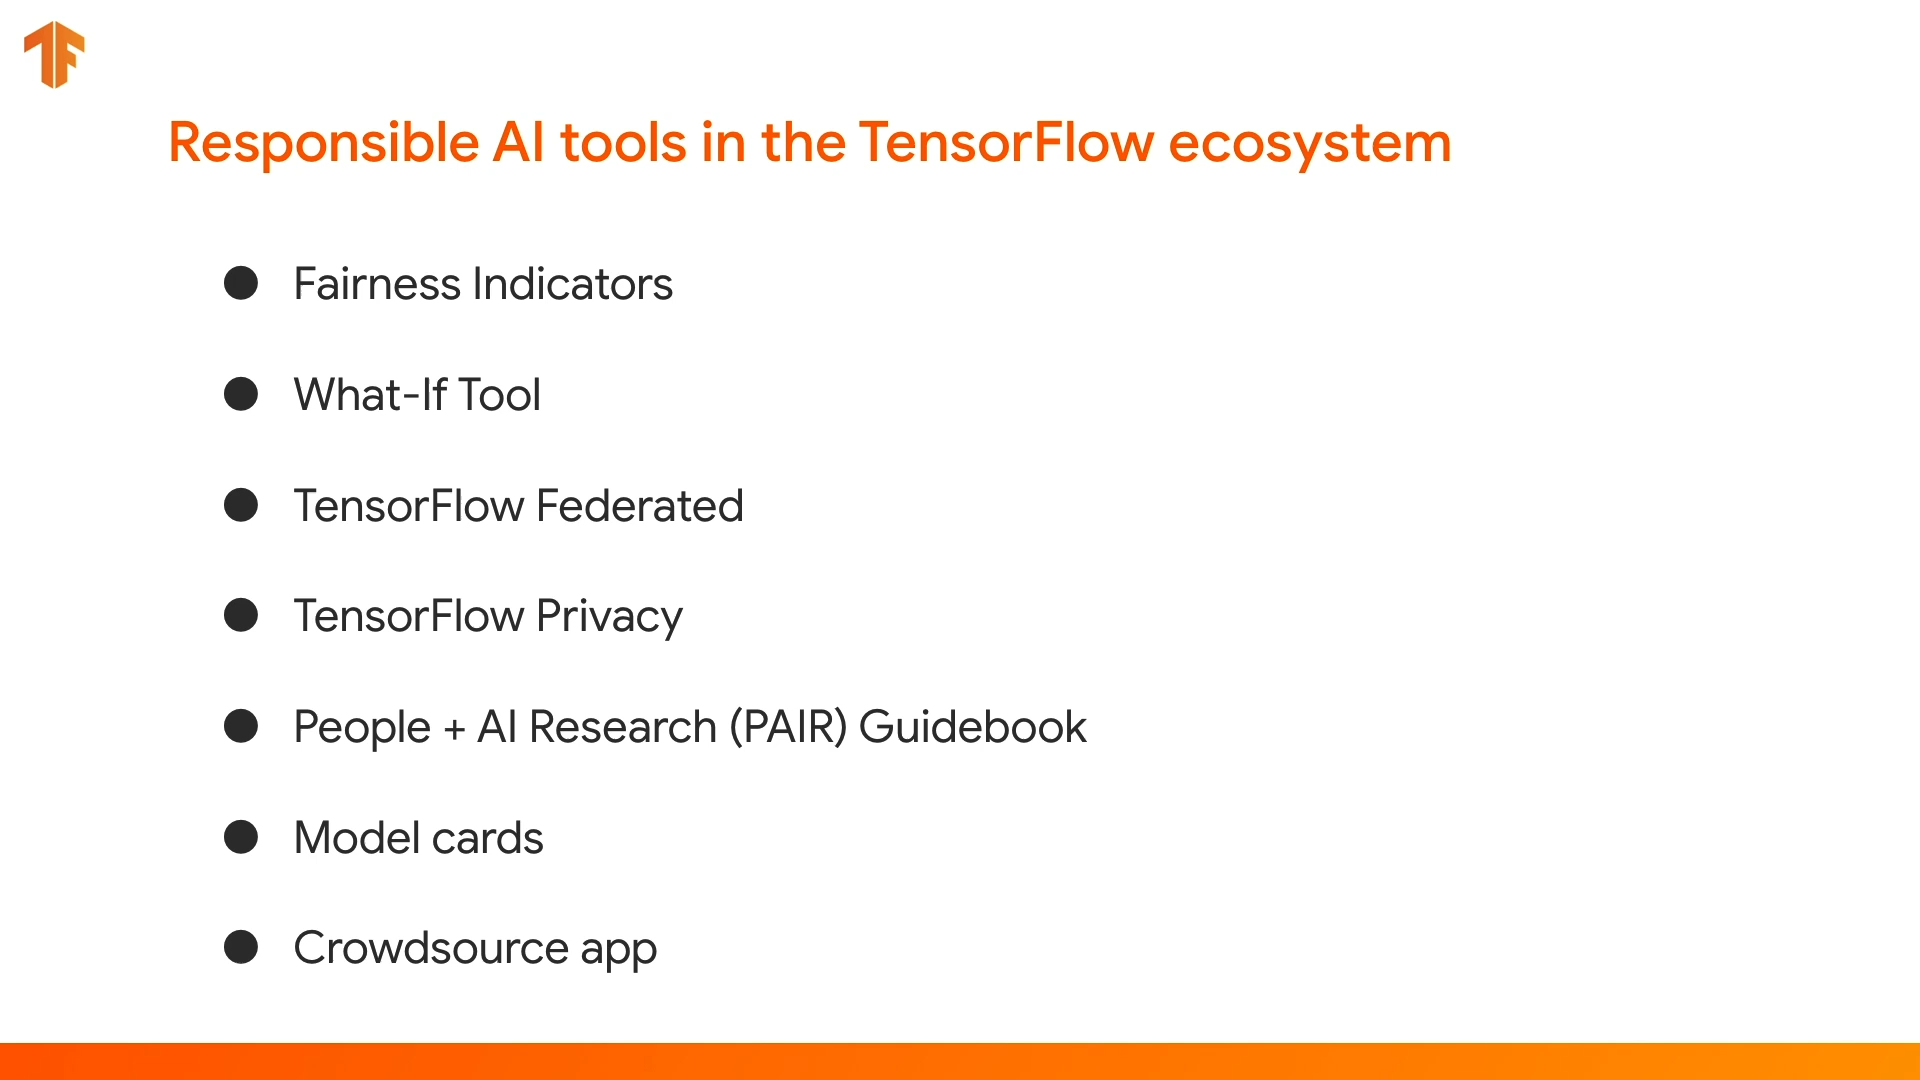 Responsible AI tools in the TensorFlow ecosystem
● Fairness Indicators
● What-If Tool
● TensorFlow Federated
● TensorFlow Privacy
● People + AI Research (PAIR) Guidebook
● Model cards
● Crowdsource app